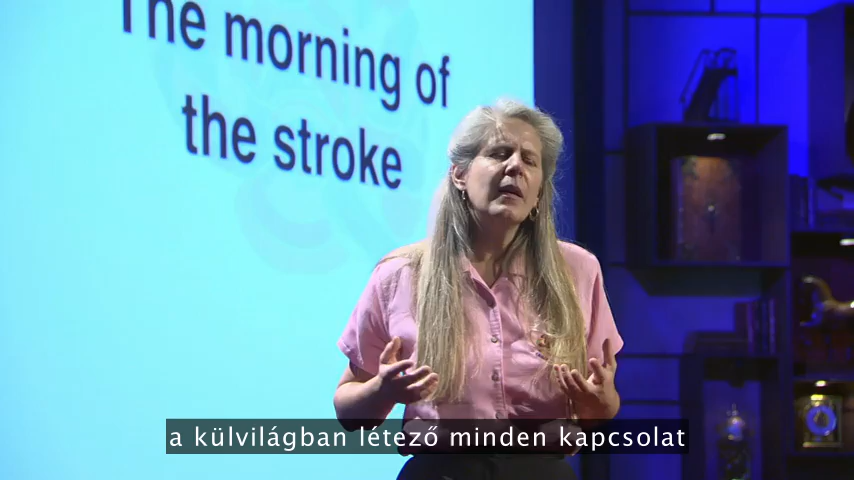 The morning of
the stroke
a külvilágban létező minden kapcsolat